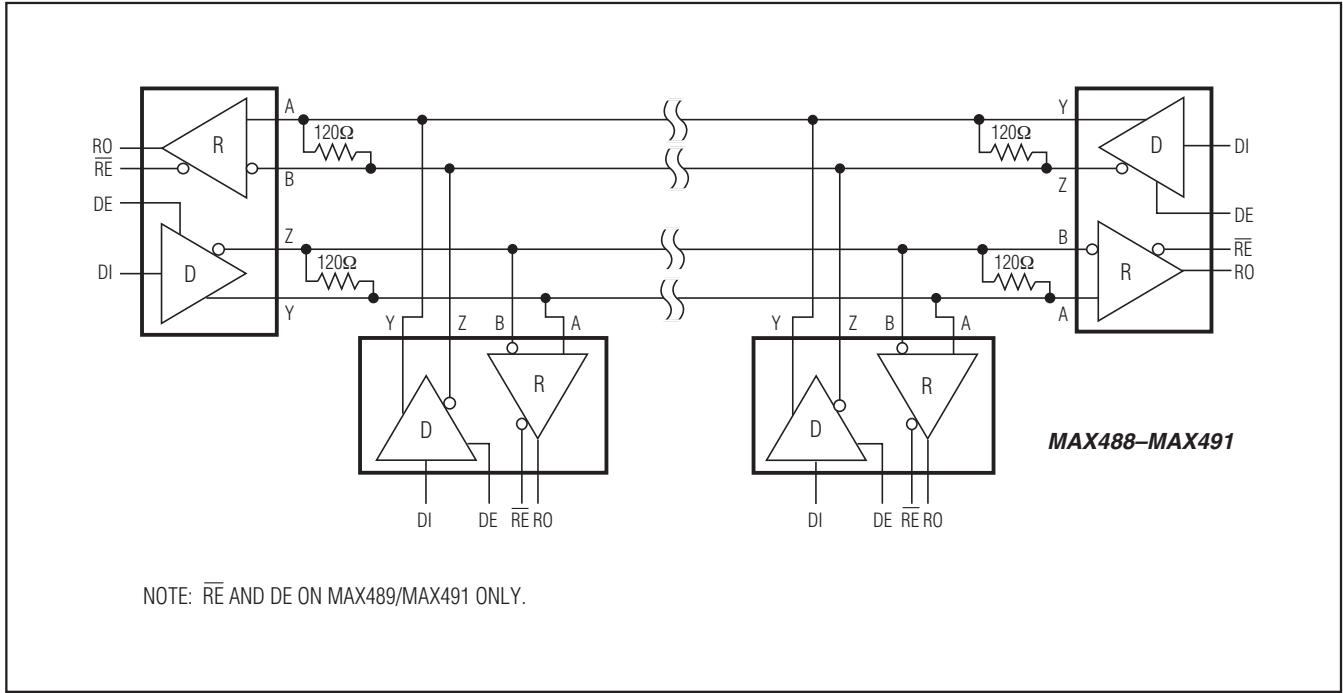 A
Y
120Ω
120Ω
R
D
RO
DI
RE
B
Z
DE
DE
Z
B
RE
120Ω
120Ω
DI
D
R
RO
Y
A
Y
Z
B
A
Y
Z
B
A
R
R
D
D
MAX488–MAX491
DI
DE
RE
RO
DI
DE
RE
RO
NOTE: RE AND DE ON MAX489/MAX491 ONLY.